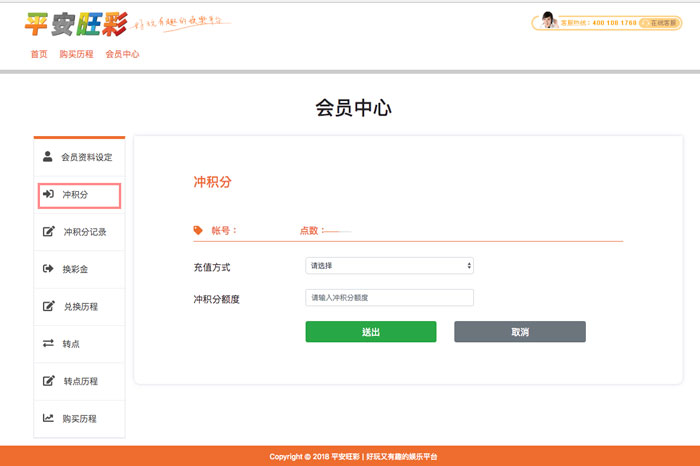 平安旺彩 好玩有趣的娱乐平台
客服热线：400 108 1768 在线客服
首页 购买历程 会员中心
会员中心
会员资料设定
冲积分
冲积分记录
换彩金
兑换历程
转点
转点历程
购买历程
冲积分
帐号： 点数：
充值方式 请选择
冲积分额度 请输入冲积分额度
送出 取消
Copyright © 2018 平安旺彩 | 好玩又有趣的娱乐平台